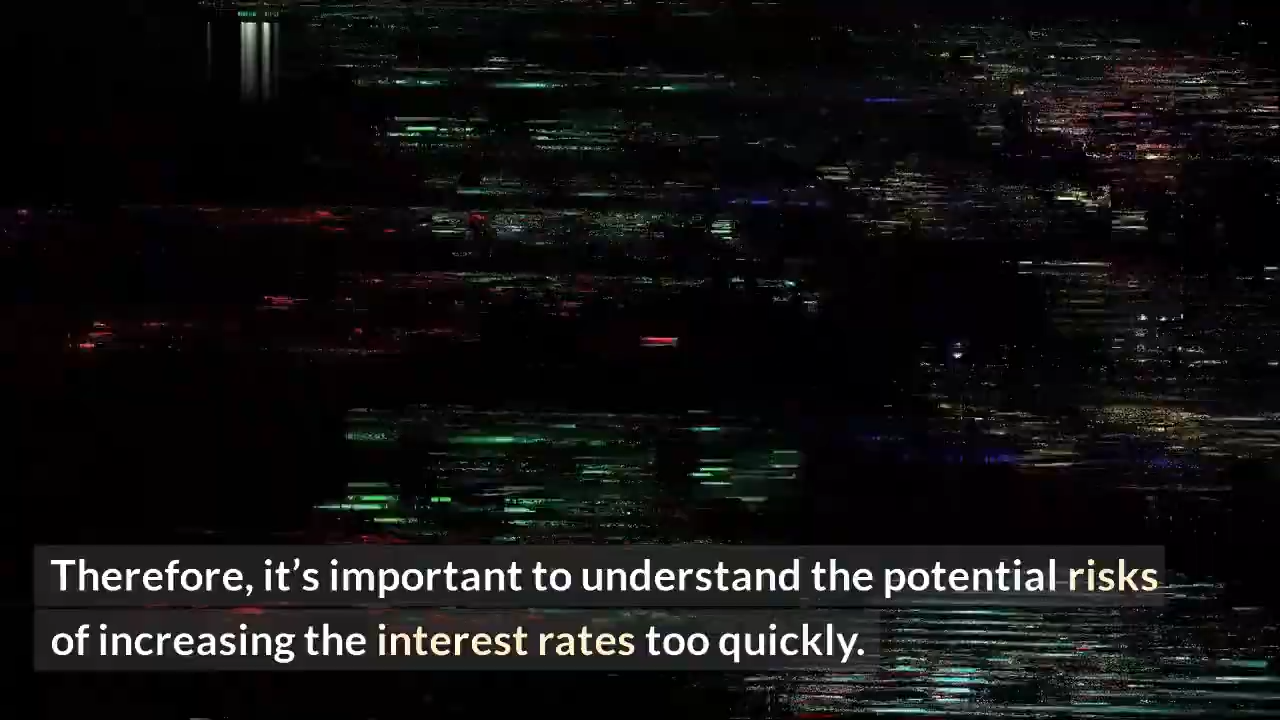 Therefore, it’s important to understand the potential risks
of increasing the interest rates too quickly.